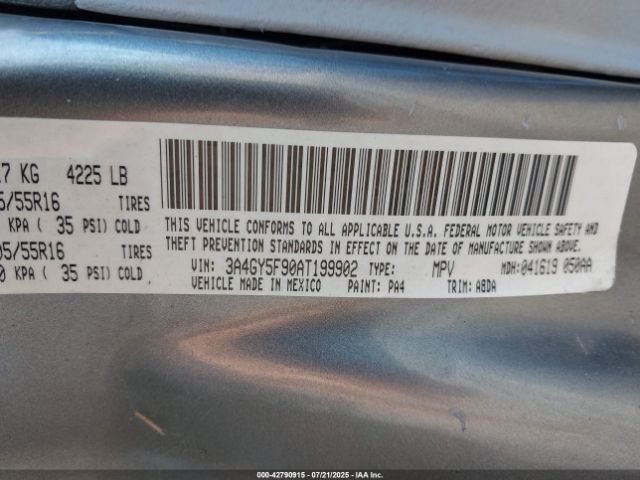 7 KG 4225 LB
/55R16 TIRES
KPA ( 35 PSI) COLD
5/55R16 TIRES
0 KPA ( 35 PSI) COLD
THIS VEHICLE CONFORMS TO ALL APPLICABLE U.S.A. FEDERAL MOTOR VEHICLE SAFETY AND
THEFT PREVENTION STANDARDS IN EFFECT ON THE DATE OF MANUFACTURE SHOWN ABOVE.
VIN: 3A4GY5F90AT199902 TYPE: MPV MDH: 041619 050AA
VEHICLE MADE IN MEXICO PAINT: PA4 TRIM: A8DA
000-42790915 - 07/21/2025 - IAA Inc.